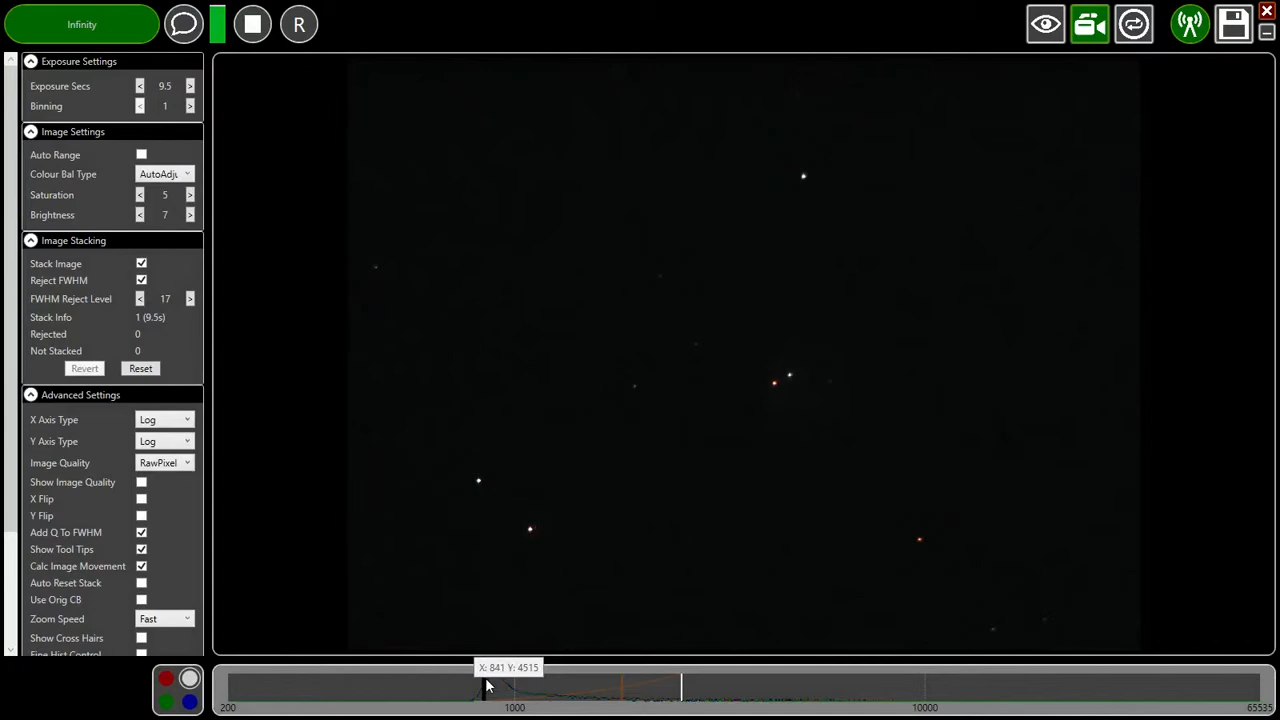 Infinity
R
Exposure Settings
Exposure Secs < 9.5 >
Binning < 1 >
Image Settings
Auto Range
Colour Bal Type AutoAdju
Saturation < 5 >
Brightness < 7 >
Image Stacking
Stack Image
Reject FWHM
FWHM Reject Level < 17 >
Stack Info 1 (9.5s)
Rejected 0
Not Stacked 0
Revert Reset
Advanced Settings
X Axis Type Log
Y Axis Type Log
Image Quality RawPixel
Show Image Quality
X Flip
Y Flip
Add Q To FWHM
Show Tool Tips
Calc Image Movement
Auto Reset Stack
Use Orig CB
Zoom Speed Fast
Show Cross Hairs
Fine Hist Control
X: 841 Y: 4515
200 1000 10000 65535